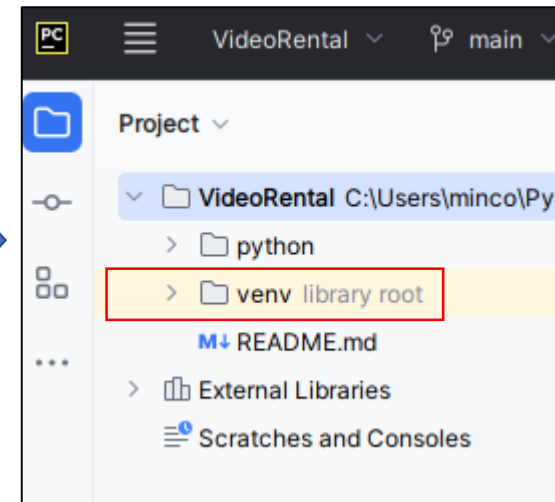 PC VideoRental main
Project
VideoRental C:\Users\minco\Py
python
venv library root
M↓ README.md
External Libraries
Scratches and Consoles